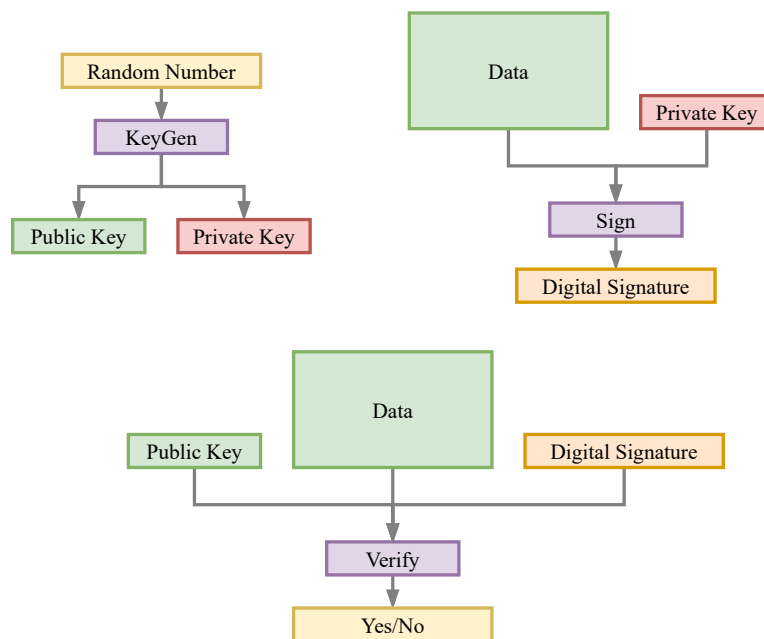 Random Number
KeyGen
Public Key
Private Key
Data
Private Key
Sign
Digital Signature
Data
Public Key
Digital Signature
Verify
Yes/No